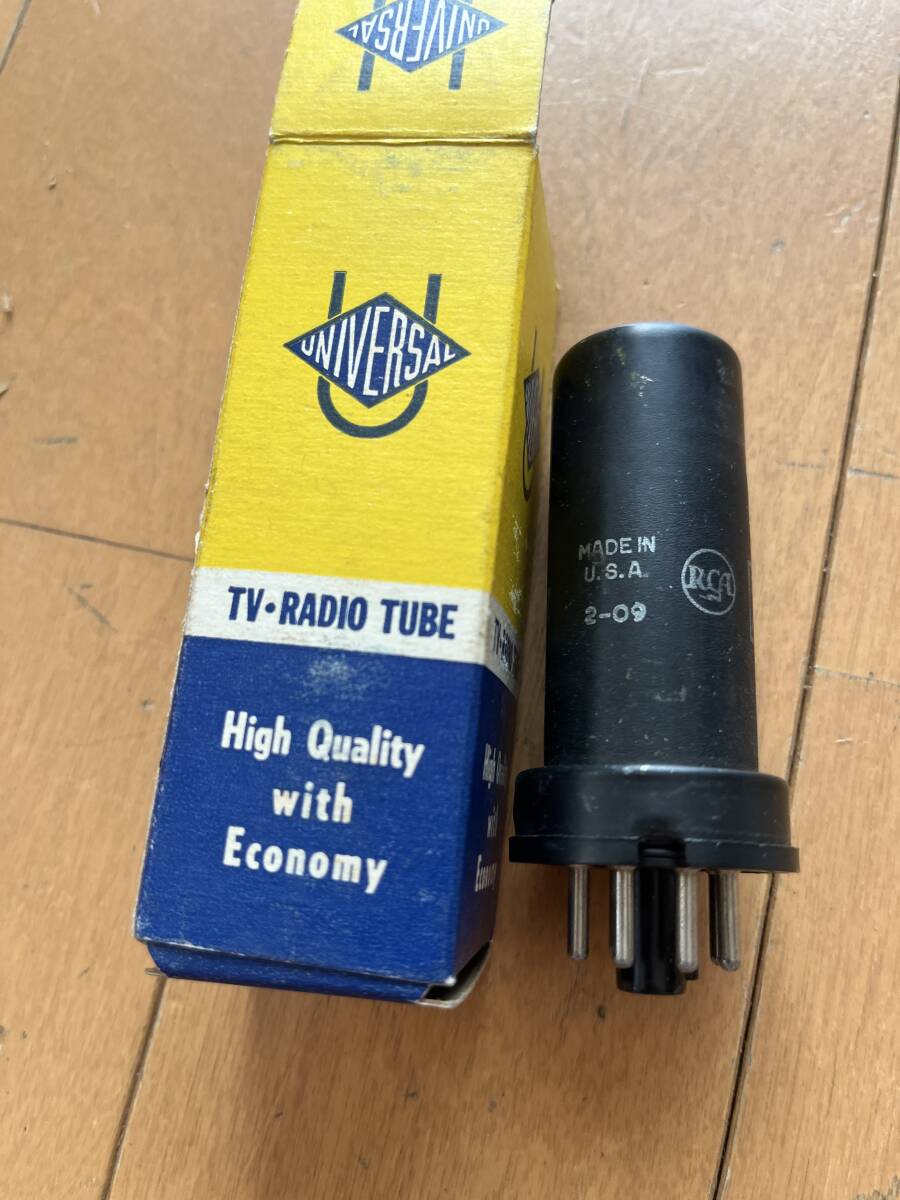 UNIVERSAL
UNIVERSAL
TV•RADIO TUBE
High Quality
with
Economy
MADE IN
U.S.A.
2-09
RCA